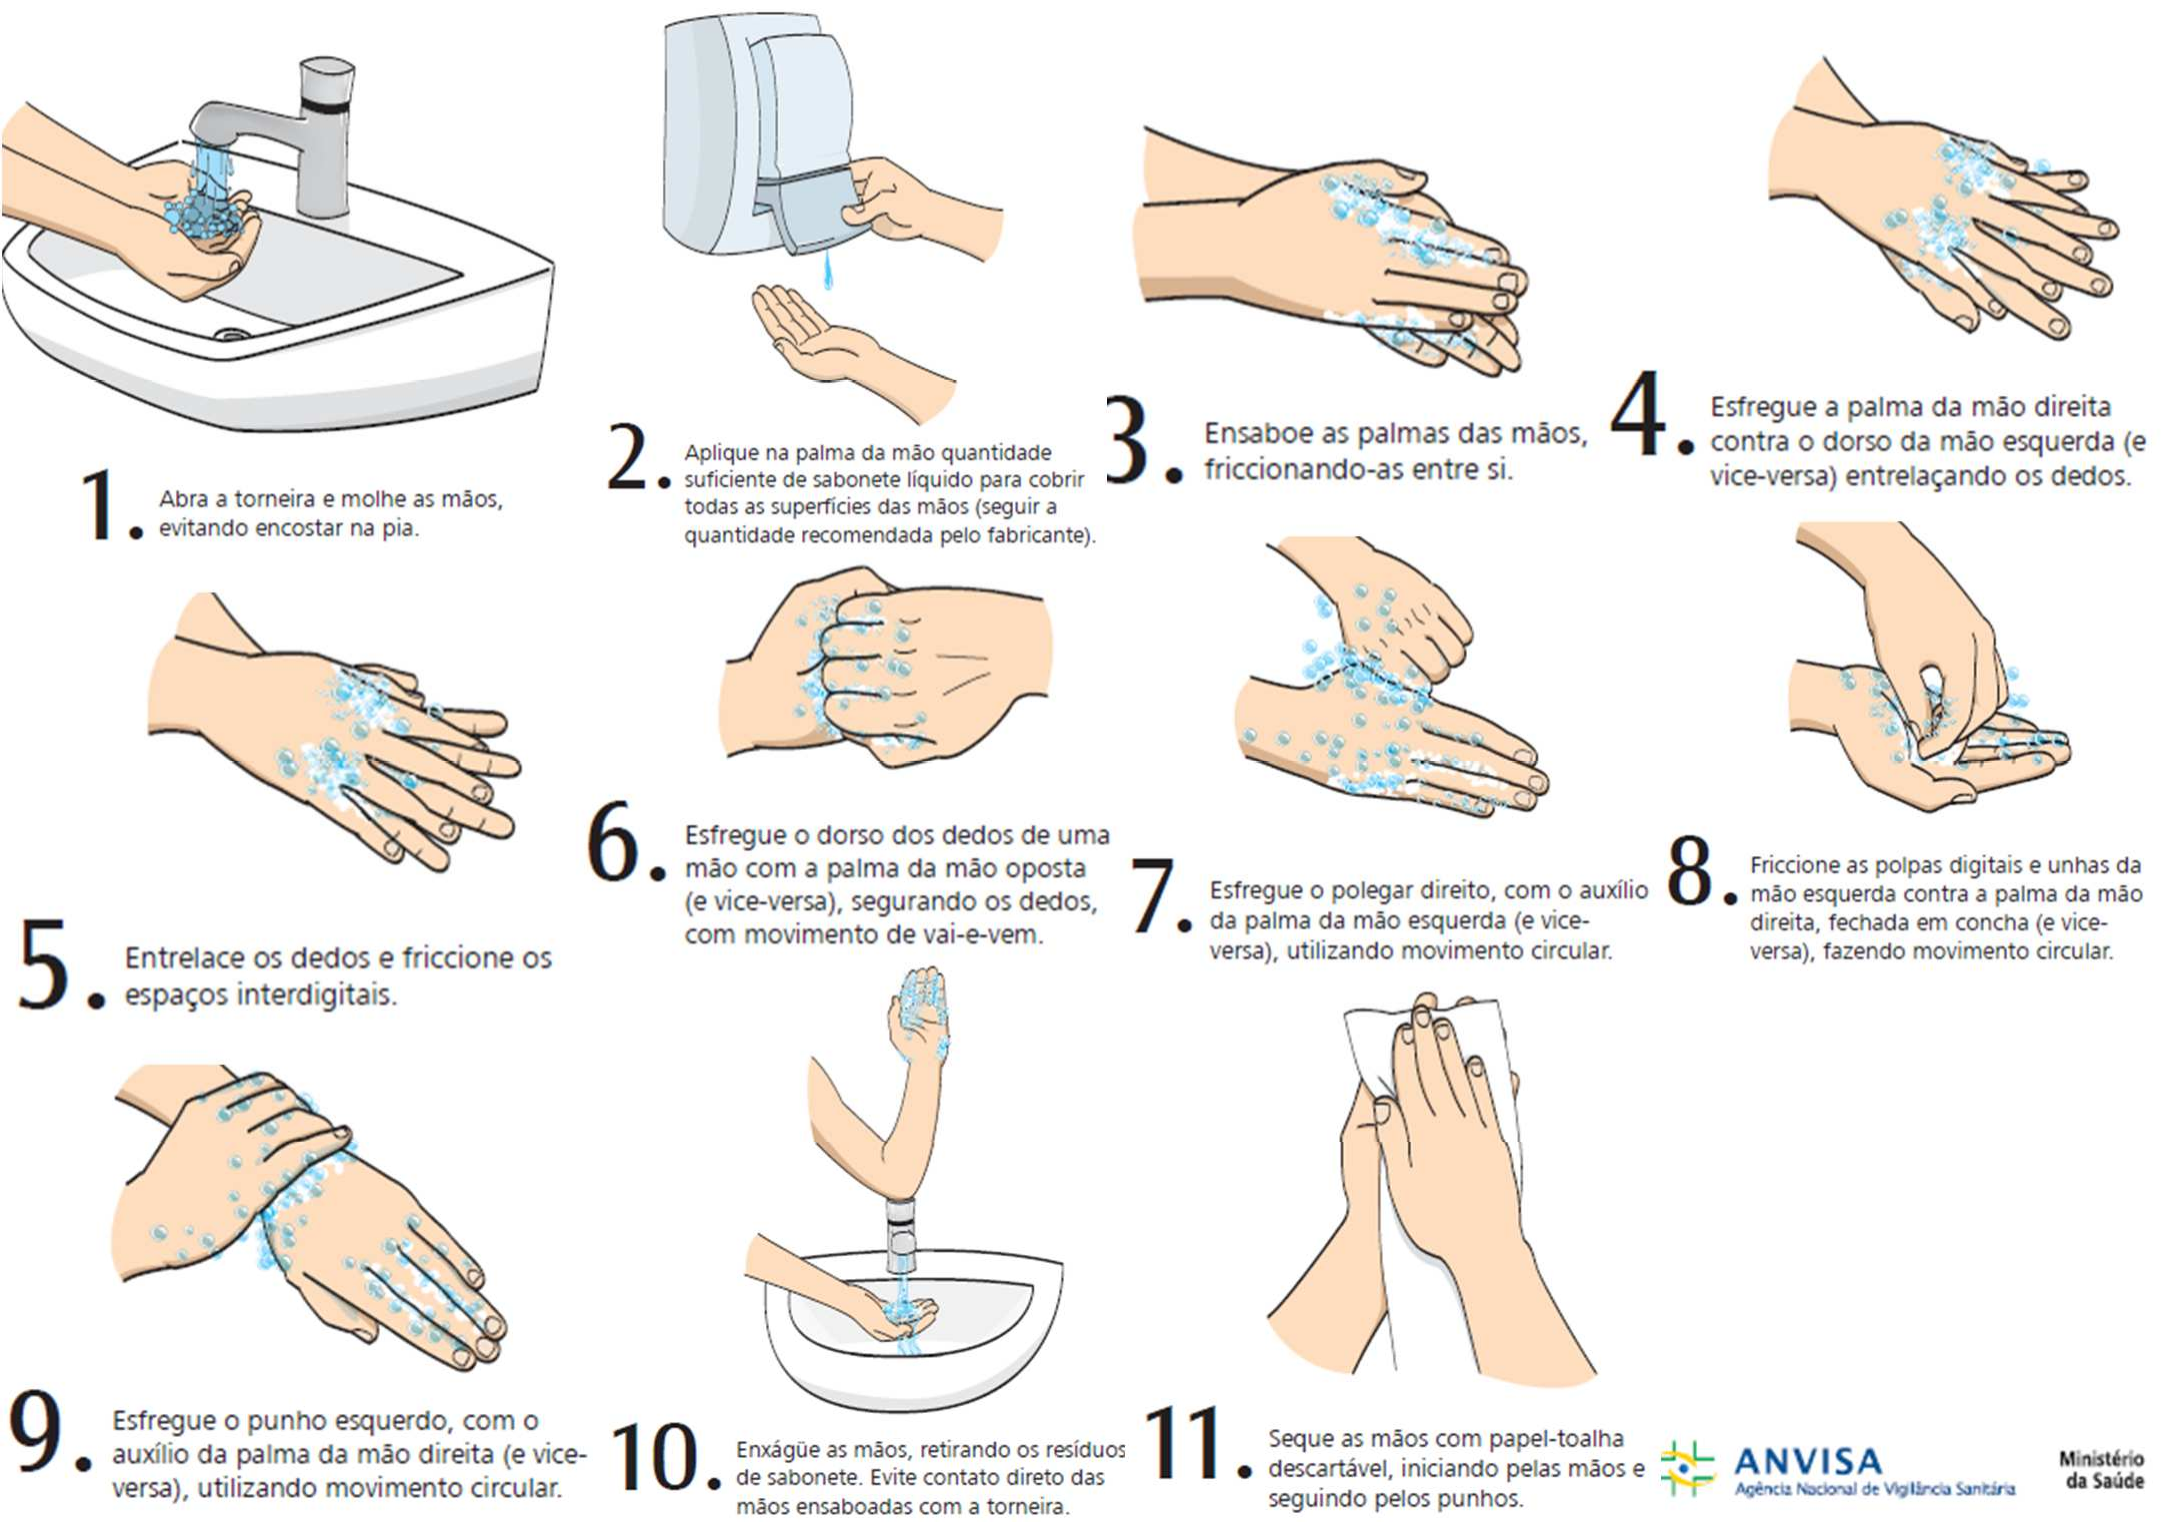 1. Abra a torneira e molhe as mãos,
evitando encostar na pia.
2. Aplique na palma da mão quantidade
suficiente de sabonete líquido para cobrir
todas as superfícies das mãos (seguir a
quantidade recomendada pelo fabricante).
3. Ensaboe as palmas das mãos,
friccionando-as entre si.
4. Esfregue a palma da mão direita
contra o dorso da mão esquerda (e
vice-versa) entrelaçando os dedos.
5. Entrelace os dedos e friccione os
espaços interdigitais.
6. Esfregue o dorso dos dedos de uma
mão com a palma da mão oposta
(e vice-versa), segurando os dedos,
com movimento de vai-e-vem.
7. Esfregue o polegar direito, com o auxílio
da palma da mão esquerda (e vice-
versa), utilizando movimento circular.
8. Friccione as polpas digitais e unhas da
mão esquerda contra a palma da mão
direita, fechada em concha (e vice-
versa), fazendo movimento circular.
9. Esfregue o punho esquerdo, com o
auxílio da palma da mão direita (e vice-
versa), utilizando movimento circular.
10. Enxágüe as mãos, retirando os resíduos
de sabonete. Evite contato direto das
mãos ensaboadas com a torneira.
11. Seque as mãos com papel-toalha
descartável, iniciando pelas mãos e
seguindo pelos punhos.
ANVISA
Agência Nacional de Vigilância Sanitária
Ministério
da Saúde